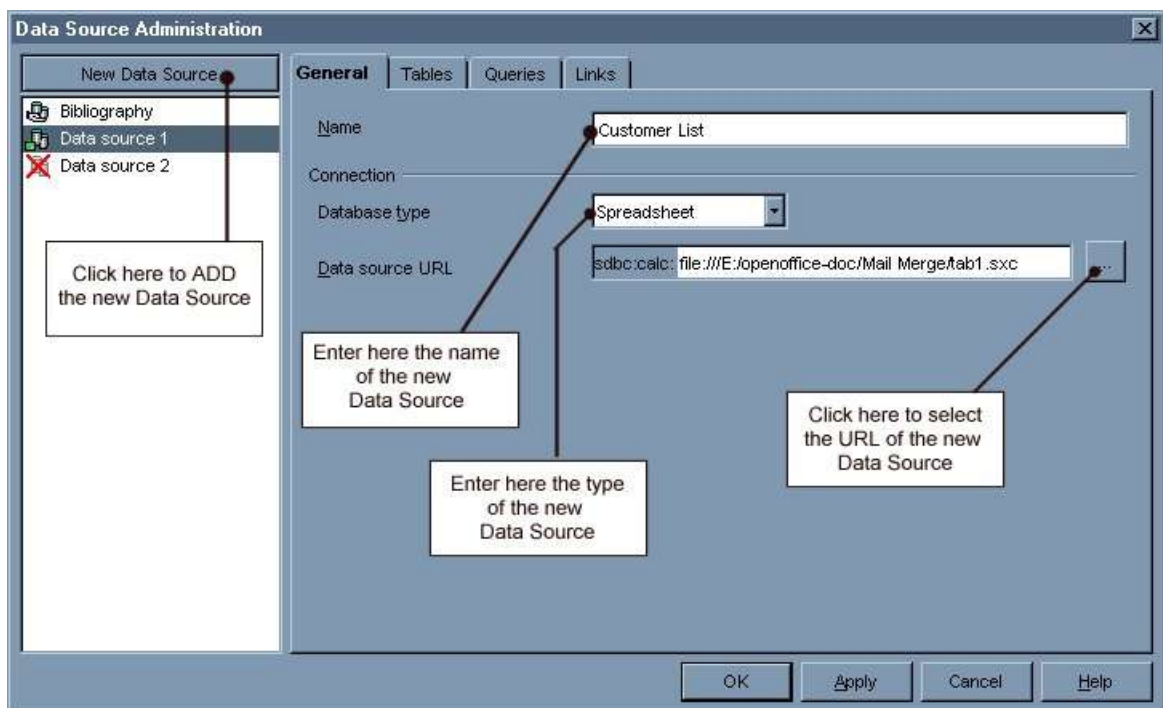 Data Source Administration
New Data Source
General Tables Queries Links
Bibliography
Data source 1
Data source 2
Name
Customer List
Connection
Database type
Spreadsheet
Data source URL
sdbc:calc: file:///E:/openoffice-doc/Mail Merge/tab1.sxc
...
Click here to ADD
the new Data Source
Enter here the name
of the new
Data Source
Click here to select
the URL of the new
Data Source
Enter here the type
of the new
Data Source
OK Apply Cancel Help